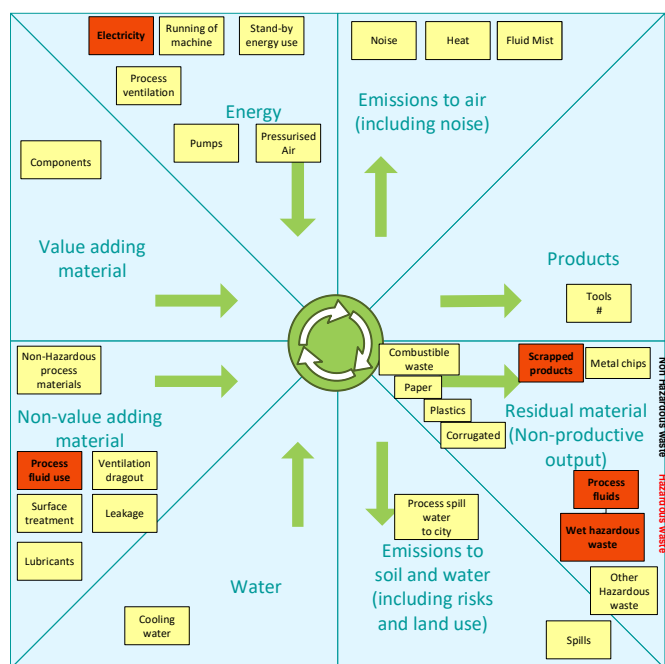 Electricity
Running of
machine
Stand-by
energy use
Noise
Heat
Fluid Mist
Process
ventilation
Energy
Emissions to air
(including noise)
Pumps
Pressurised
Air
Components
Value adding
material
Products
Tools
#
Non-Hazardous
process
materials
Combustible
waste
Scrapped
products
Metal chips
Paper
Plastics
Corrugated
Non-value adding
material
Residual material
(Non-productive
output)
Non Hazardous waste
Process
fluid use
Ventilation
dragout
Process
fluids
Hazardous waste
Surface
treatment
Leakage
Process spill
water
to city
Wet hazardous
waste
Lubricants
Water
Emissions to
soil and water
(including risks
and land use)
Other
Hazardous
waste
Cooling
water
Spills